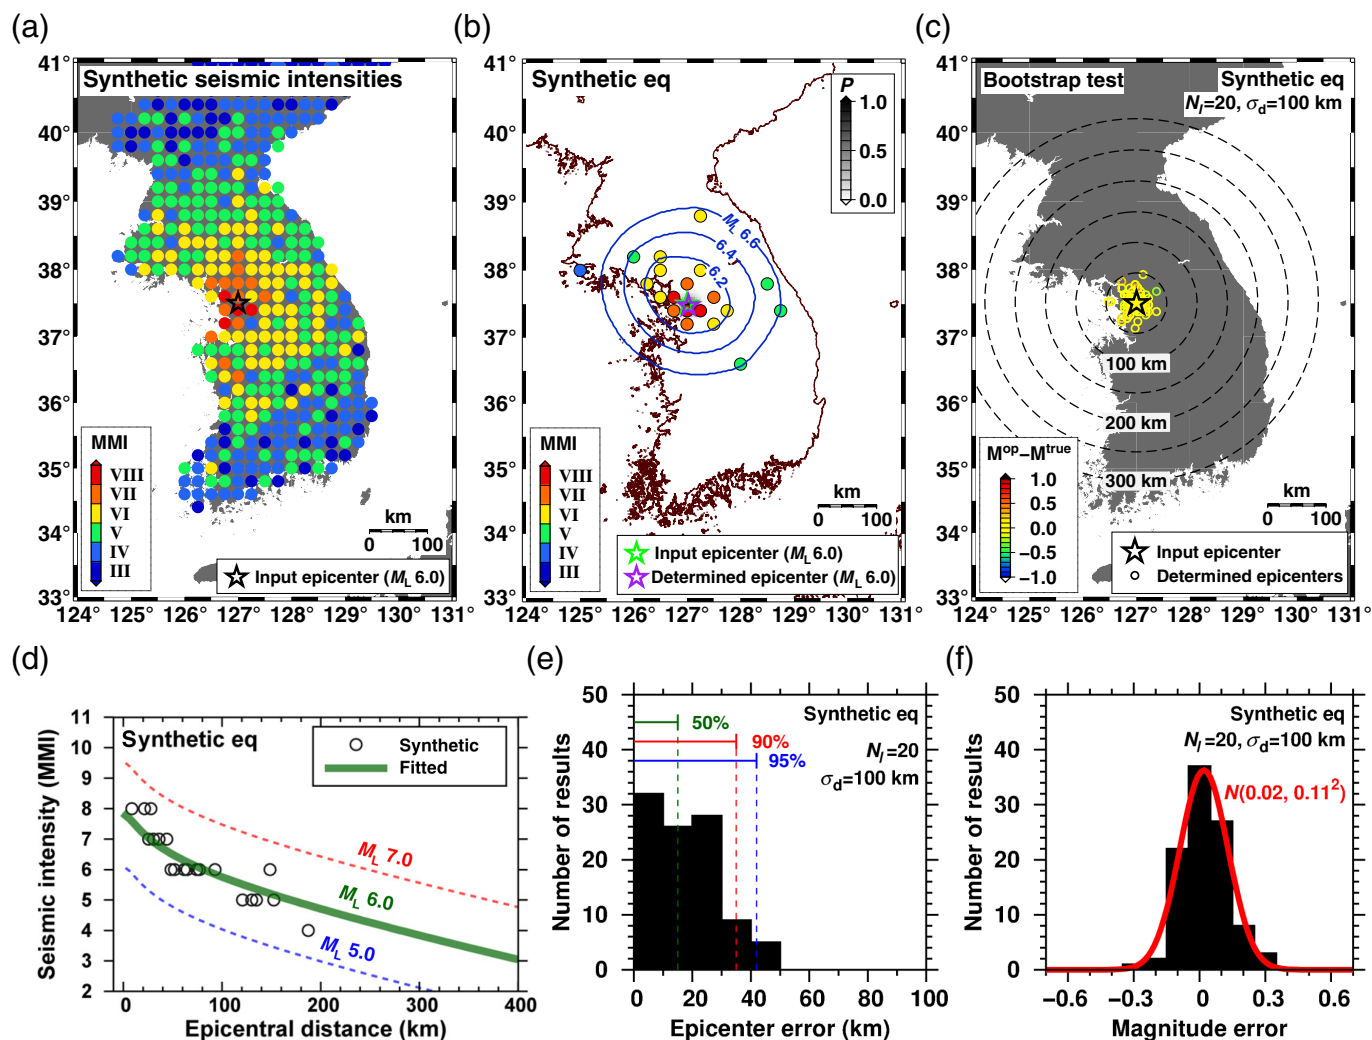 (a)
Synthetic seismic intensities
41°
40°
39°
38°
37°
36°
35°
34°
33°
124° 125° 126° 127° 128° 129° 130° 131°
MMI
VIII
VII
VI
V
IV
III
km
0 100
Input epicenter (ML 6.0)
(b)
Synthetic eq
41°
40°
39°
38°
37°
36°
35°
34°
33°
124° 125° 126° 127° 128° 129° 130° 131°
P
1.0
0.5
0.0
ML 6.6
6.4
6.2
MMI
VIII
VII
VI
V
IV
III
km
0 100
Input epicenter (ML 6.0)
Determined epicenter (ML 6.0)
(c)
Bootstrap test
Synthetic eq
NI=20, σd=100 km
41°
40°
39°
38°
37°
36°
35°
34°
33°
124° 125° 126° 127° 128° 129° 130° 131°
100 km
200 km
300 km
Mop−Mtrue
1.0
0.5
0.0
−0.5
−1.0
km
0 100
Input epicenter
Determined epicenters
(d)
Synthetic eq
Synthetic
Fitted
ML 7.0
ML 6.0
ML 5.0
11
10
9
8
7
6
5
4
3
2
0 100 200 300 400
Seismic intensity (MMI)
Epicentral distance (km)
(e)
Synthetic eq
NI=20
σd=100 km
50%
90%
95%
50
40
30
20
10
0
0 20 40 60 80 100
Number of results
Epicenter error (km)
(f)
Synthetic eq
NI=20, σd=100 km
N(0.02, 0.11²)
50
40
30
20
10
0
−0.6 −0.3 0 0.3 0.6
Number of results
Magnitude error